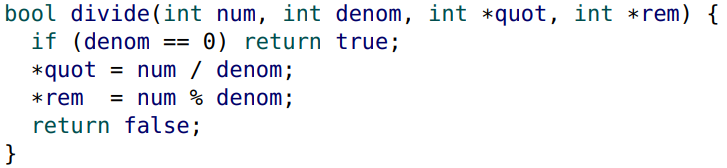 bool divide(int num, int denom, int *quot, int *rem) {
  if (denom == 0) return true;
  *quot = num / denom;
  *rem  = num % denom;
  return false;
}